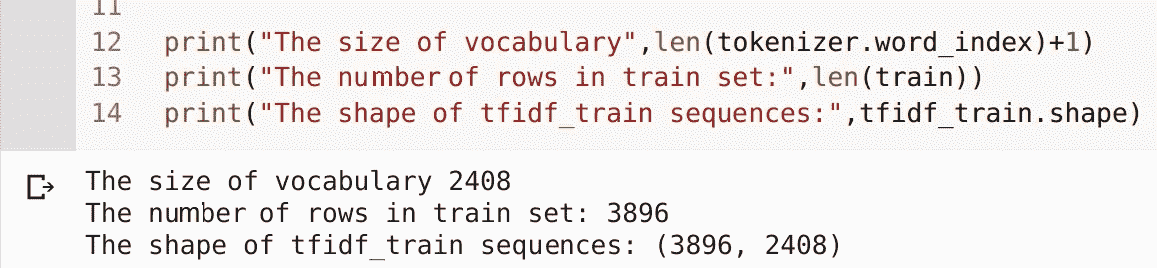 11
12 print("The size of vocabulary",len(tokenizer.word_index)+1)
13 print("The number of rows in train set:",len(train))
14 print("The shape of tfidf_train sequences:",tfidf_train.shape)
The size of vocabulary 2408
The number of rows in train set: 3896
The shape of tfidf_train sequences: (3896, 2408)